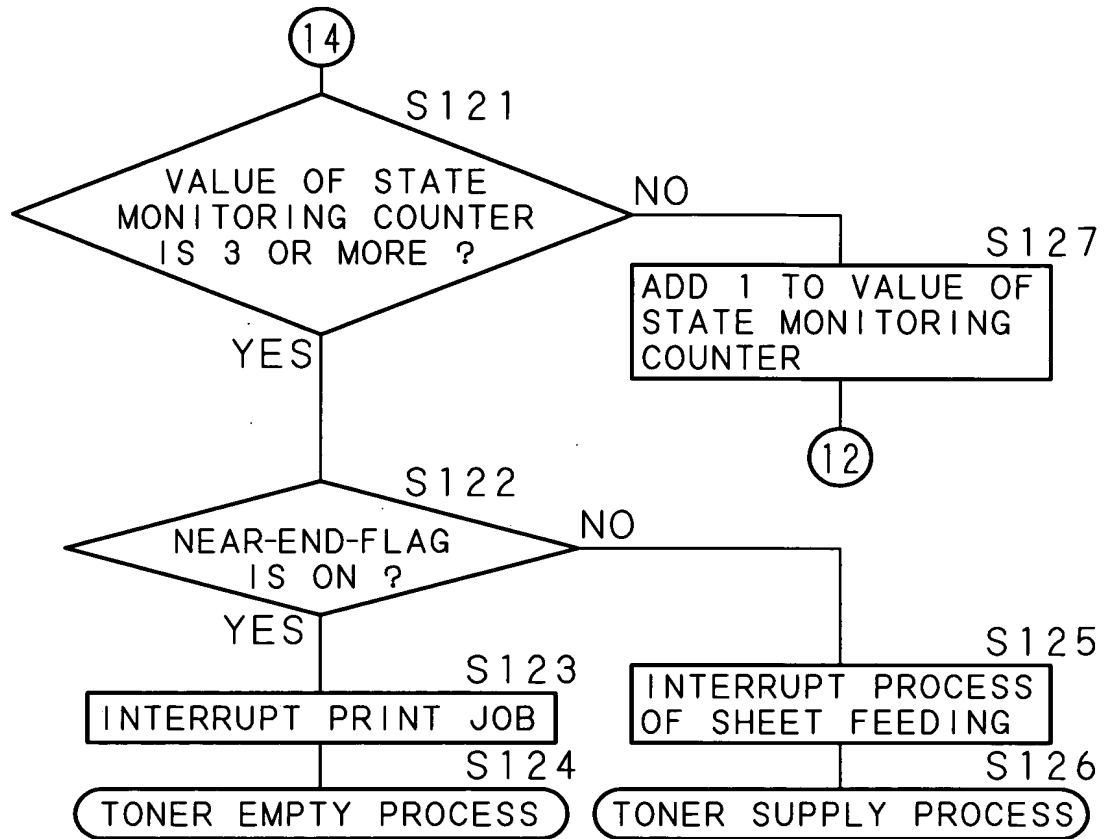 14
S121
VALUE OF STATE
MONITORING COUNTER
IS 3 OR MORE ?
NO
YES
S127
ADD 1 TO VALUE OF
STATE MONITORING
COUNTER
12
S122
NEAR-END-FLAG
IS ON ?
NO
YES
S123
INTERRUPT PRINT JOB
S124
TONER EMPTY PROCESS
S125
INTERRUPT PROCESS
OF SHEET FEEDING
S126
TONER SUPPLY PROCESS